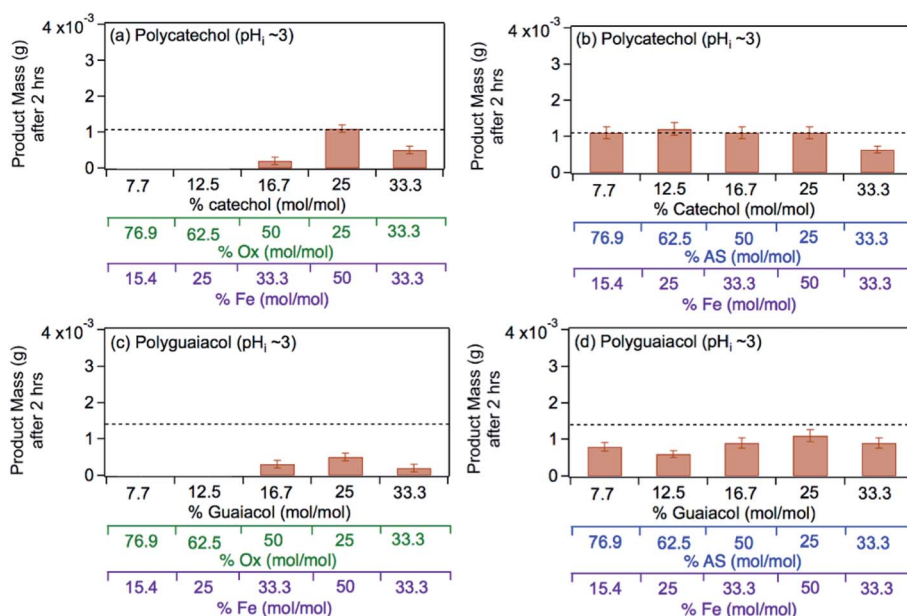 (a) Polycatechol (pHi ~3)
4 x10-3
3
2
1
0
Product Mass (g)
after 2 hrs
7.7 12.5 16.7 25 33.3
% catechol (mol/mol)
76.9 62.5 50 25 33.3
% Ox (mol/mol)
15.4 25 33.3 50 33.3
% Fe (mol/mol)
(b) Polycatechol (pHi ~3)
4 x10-3
3
2
1
0
Product Mass (g)
after 2 hrs
7.7 12.5 16.7 25 33.3
% Catechol (mol/mol)
76.9 62.5 50 25 33.3
% AS (mol/mol)
15.4 25 33.3 50 33.3
% Fe (mol/mol)
(c) Polyguaiacol (pHi ~3)
4 x10-3
3
2
1
0
Product Mass (g)
after 2 hrs
7.7 12.5 16.7 25 33.3
% Guaiacol (mol/mol)
76.9 62.5 50 25 33.3
% Ox (mol/mol)
15.4 25 33.3 50 33.3
% Fe (mol/mol)
(d) Polyguaiacol (pHi ~3)
4 x10-3
3
2
1
0
Product Mass (g)
after 2 hrs
7.7 12.5 16.7 25 33.3
% Guaiacol (mol/mol)
76.9 62.5 50 25 33.3
% AS (mol/mol)
15.4 25 33.3 50 33.3
% Fe (mol/mol)